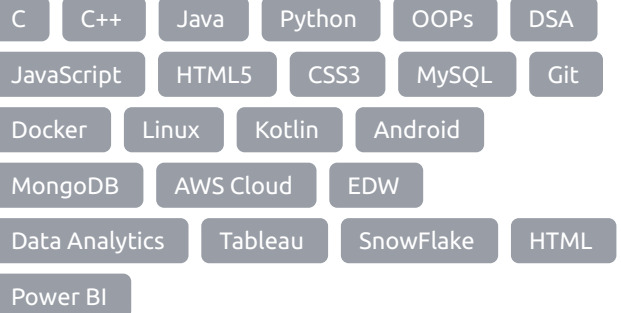 C C++ Java Python OOPs DSA
JavaScript HTML5 CSS3 MySQL Git
Docker Linux Kotlin Android
MongoDB AWS Cloud EDW
Data Analytics Tableau SnowFlake HTML
Power BI